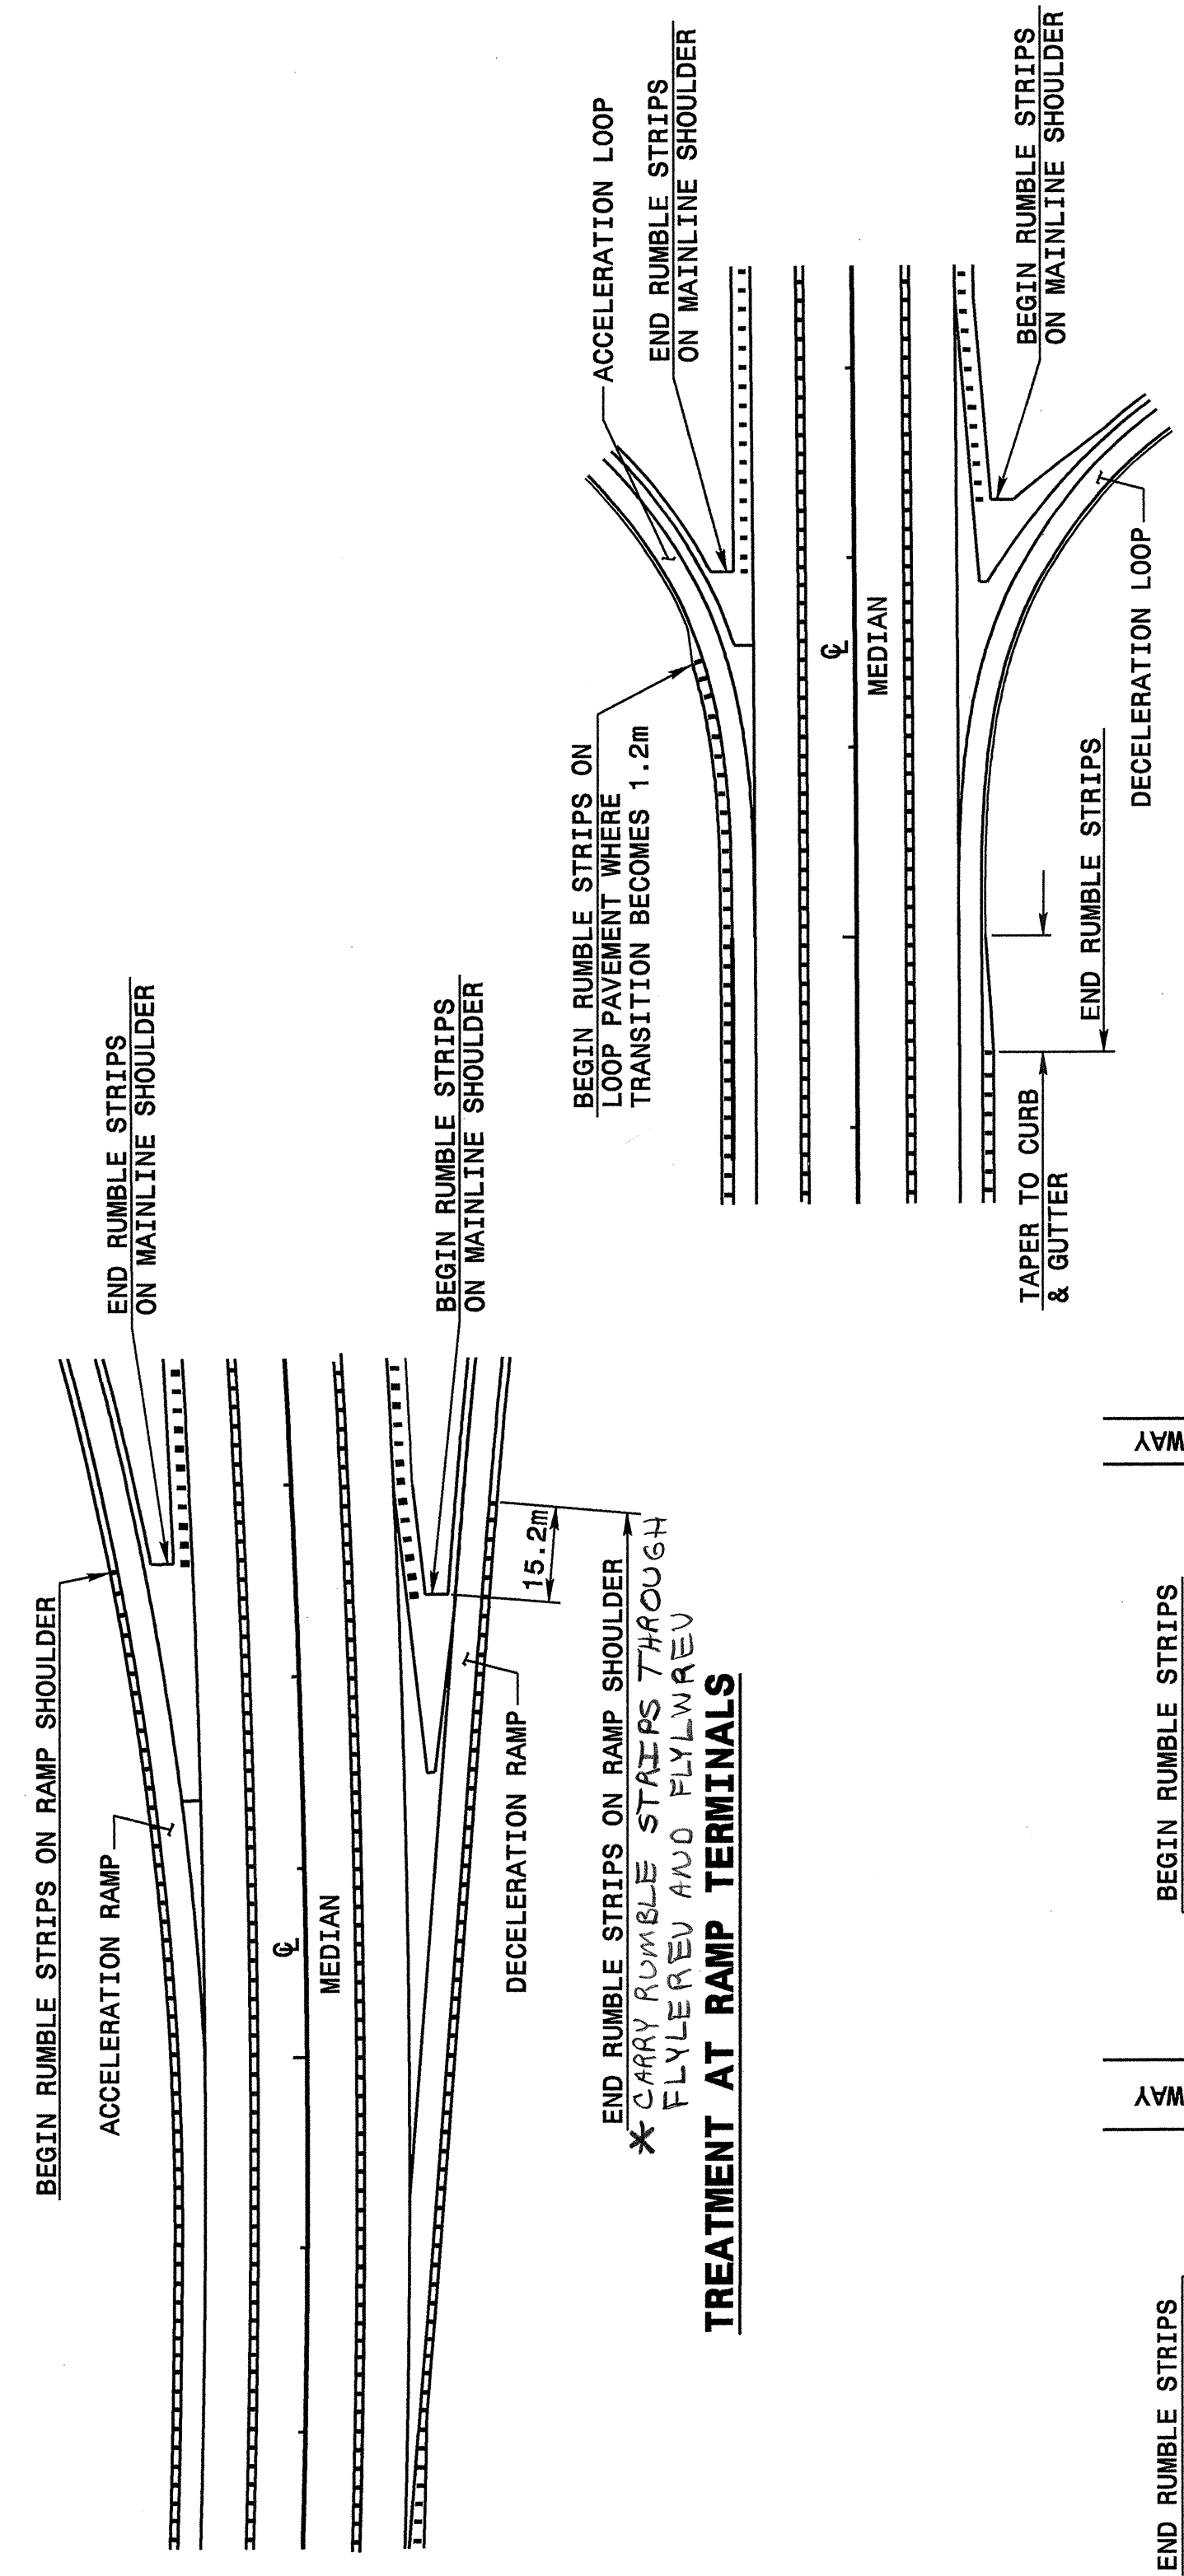 BEGIN RUMBLE STRIPS ON RAMP SHOULDER
ACCELERATION RAMP
END RUMBLE STRIPS
ON MAINLINE SHOULDER
℄
MEDIAN
BEGIN RUMBLE STRIPS
ON MAINLINE SHOULDER
DECELERATION RAMP
15.2m
END RUMBLE STRIPS ON RAMP SHOULDER
* CARRY RUMBLE STRIPS THROUGH
FLYLEREV AND FLYLWREV
TREATMENT AT RAMP TERMINALS
BEGIN RUMBLE STRIPS ON
LOOP PAVEMENT WHERE
TRANSITION BECOMES 1.2m
ACCELERATION LOOP
END RUMBLE STRIPS
ON MAINLINE SHOULDER
℄
MEDIAN
BEGIN RUMBLE STRIPS
ON MAINLINE SHOULDER
TAPER TO CURB
& GUTTER
END RUMBLE STRIPS
DECELERATION LOOP
END RUMBLE STRIPS
WAY
BEGIN RUMBLE STRIPS
WAY